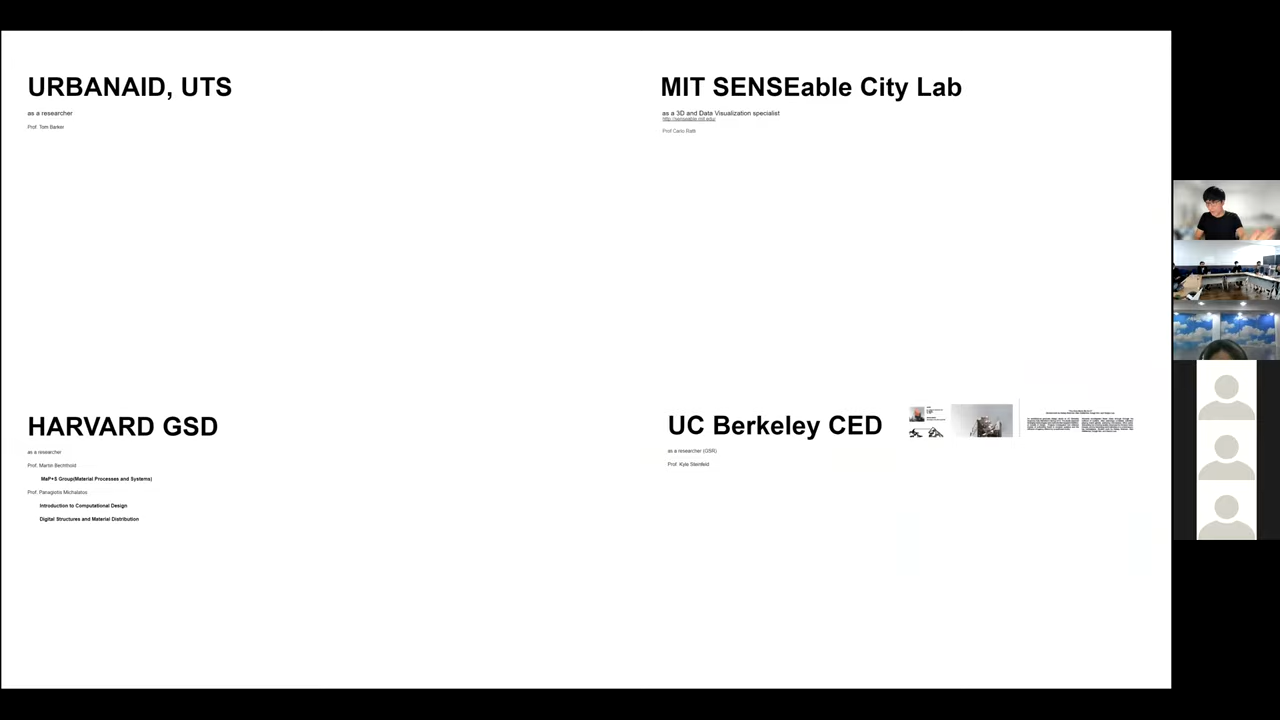 URBANAID, UTS
as a researcher
Prof. Tom Barker
MIT SENSEable City Lab
as a 3D and Data Visualization specialist
http://senseable.mit.edu/
Prof Carlo Ratti
HARVARD GSD
as a researcher
Prof. Martin Bechthold
MaP+S Group(Material Processes and Systems)
Prof. Panagiotis Michalatos
Introduction to Computational Design
Digital Structures and Material Distribution
UC Berkeley CED
as a researcher (GSR)
Prof. Kyle Steinfeld